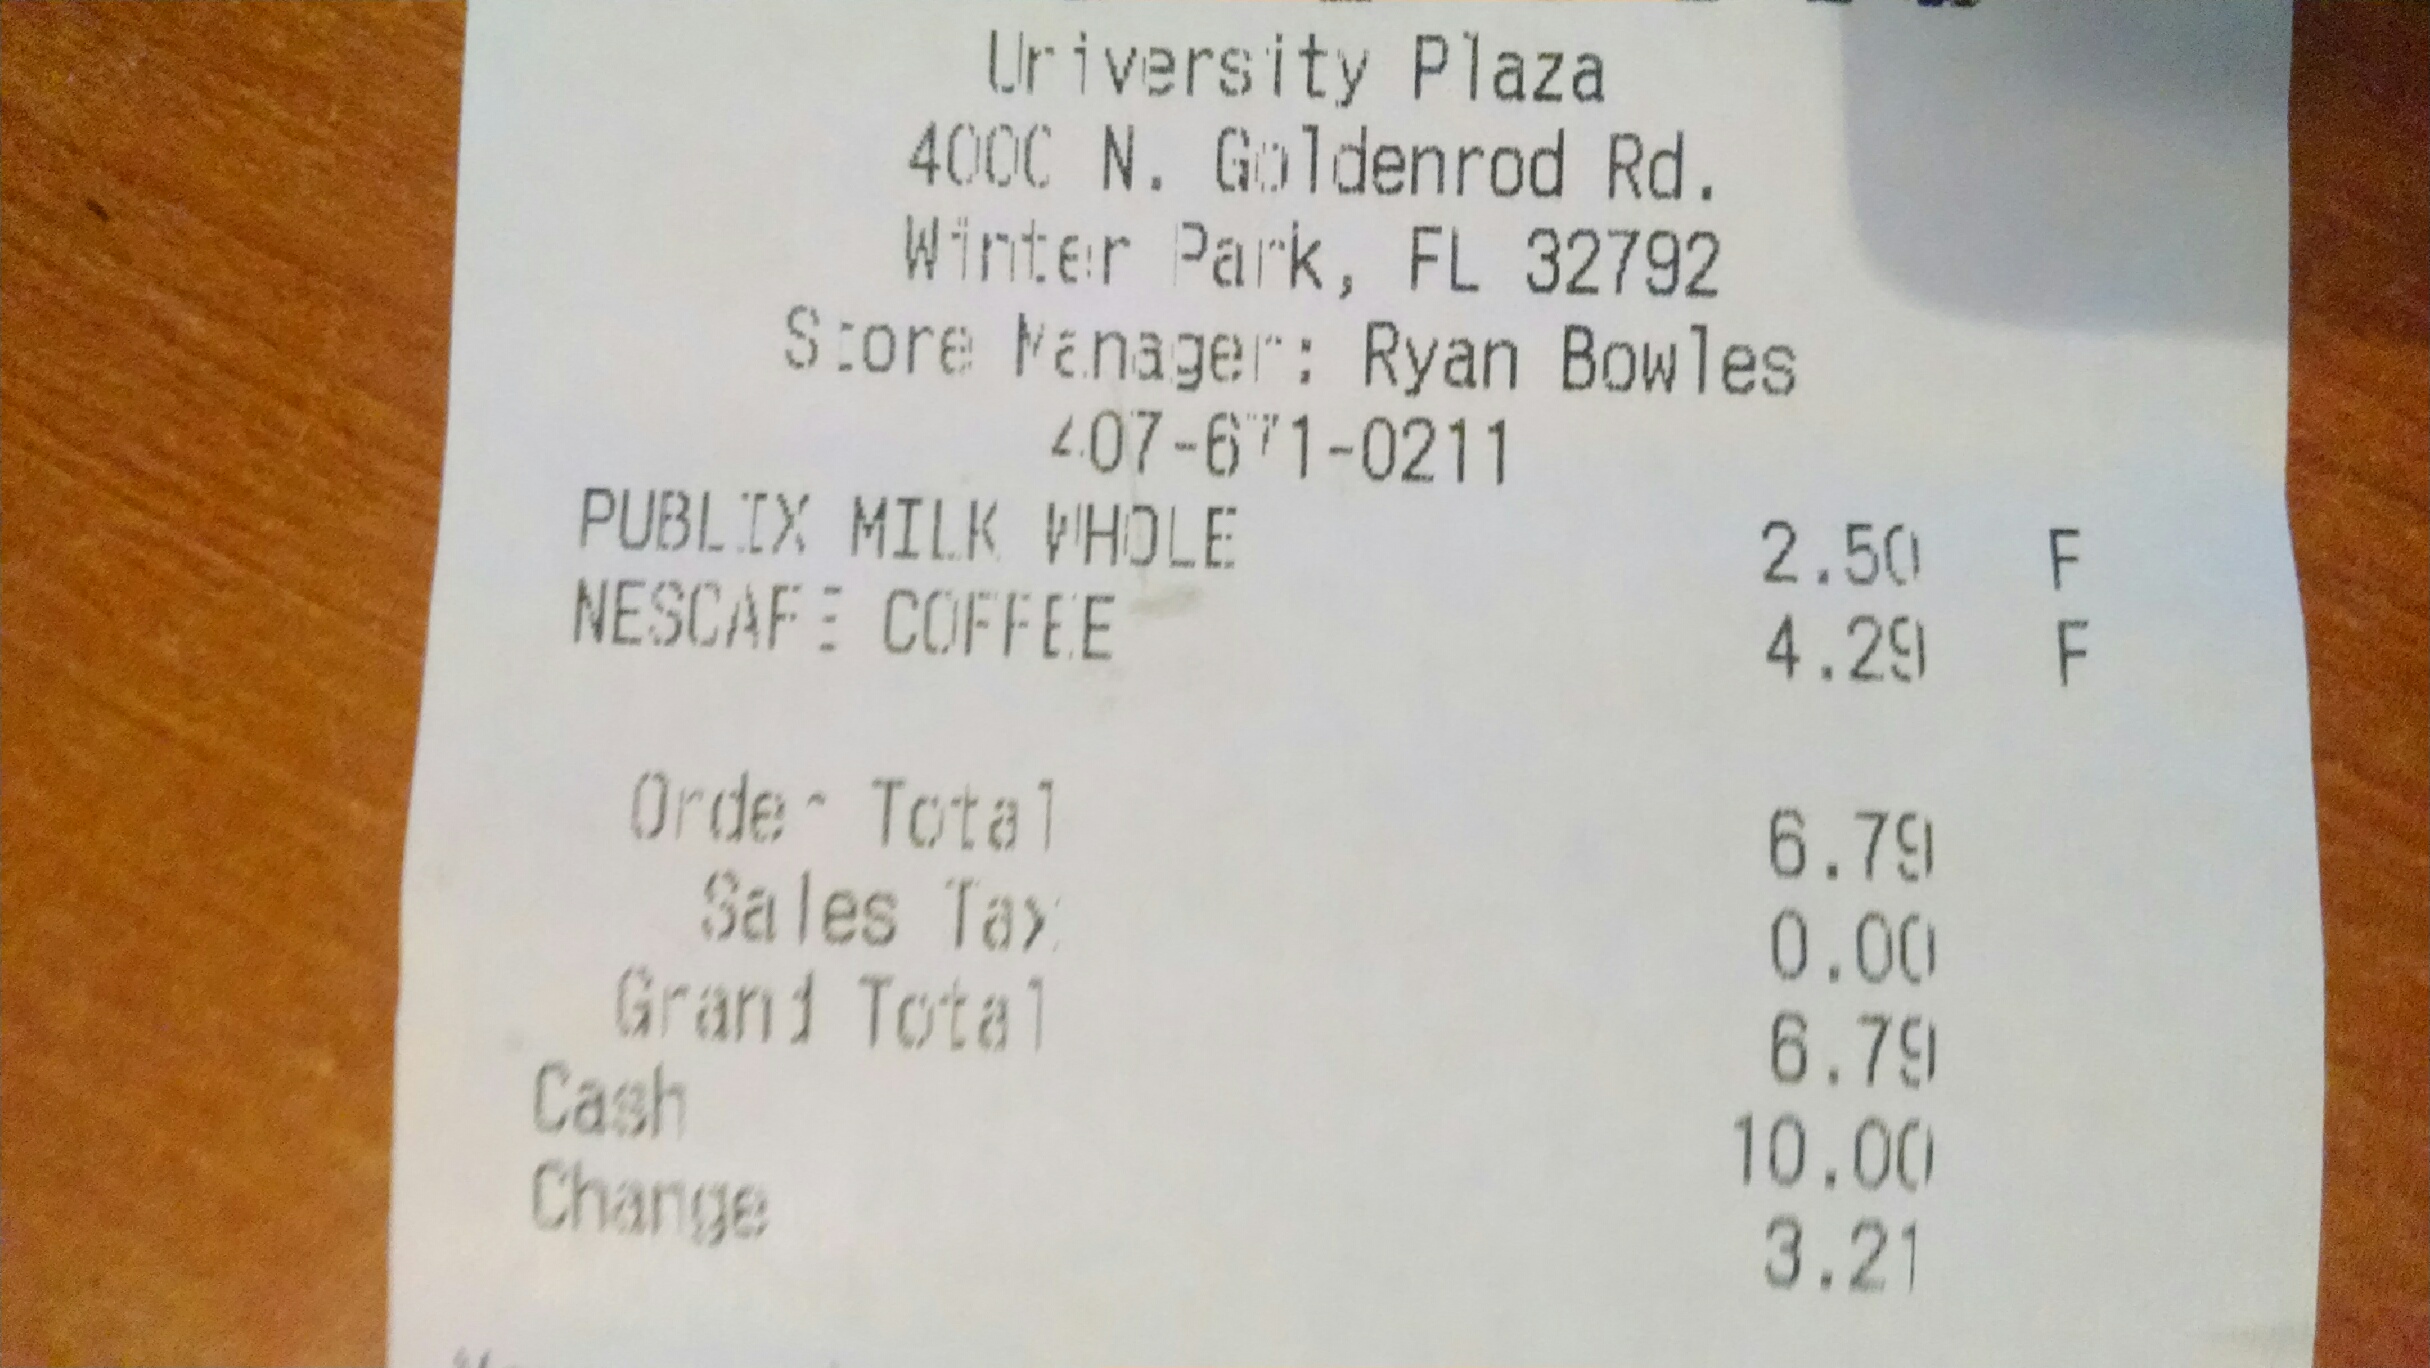 University Plaza
4000 N. Goldenrod Rd.
Winter Park, FL 32792
Store Manager: Ryan Bowles
407-671-0211
PUBLIX MILK WHOLE 2.50 F
NESCAFE COFFEE 4.29 F
Order Total 6.79
Sales Tax 0.00
Grand Total 6.79
Cash 10.00
Change 3.21